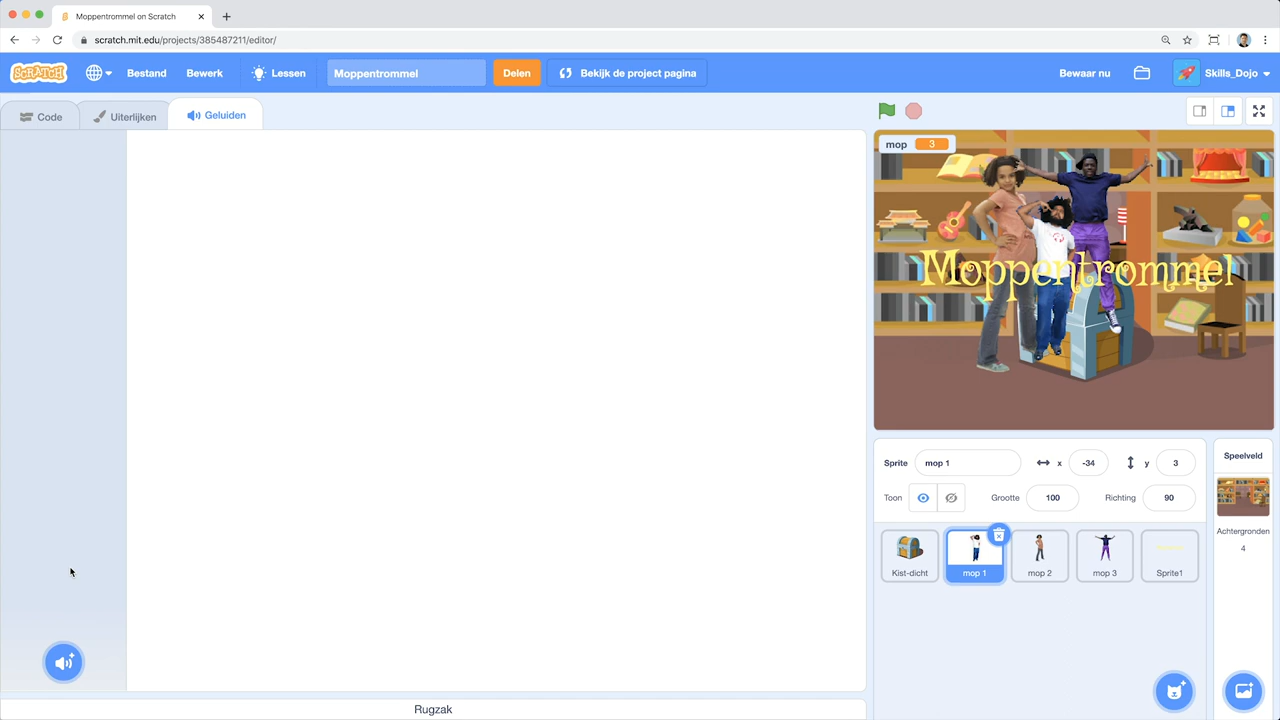 Moppentrommel on Scratch
scratch.mit.edu/projects/385487211/editor/
SCRATCH
Bestand
Bewerk
Lessen
Moppentrommel
Delen
Bekijk de project pagina
Bewaar nu
Skills_Dojo
Code
Uiterlijken
Geluiden
mop 3
Moppentrommel
Sprite mop 1 x -34 y 3
Toon Grootte 100 Richting 90
Speelveld
Achtergronden
4
Kist-dicht
mop 1
mop 2
mop 3
Sprite1
Rugzak